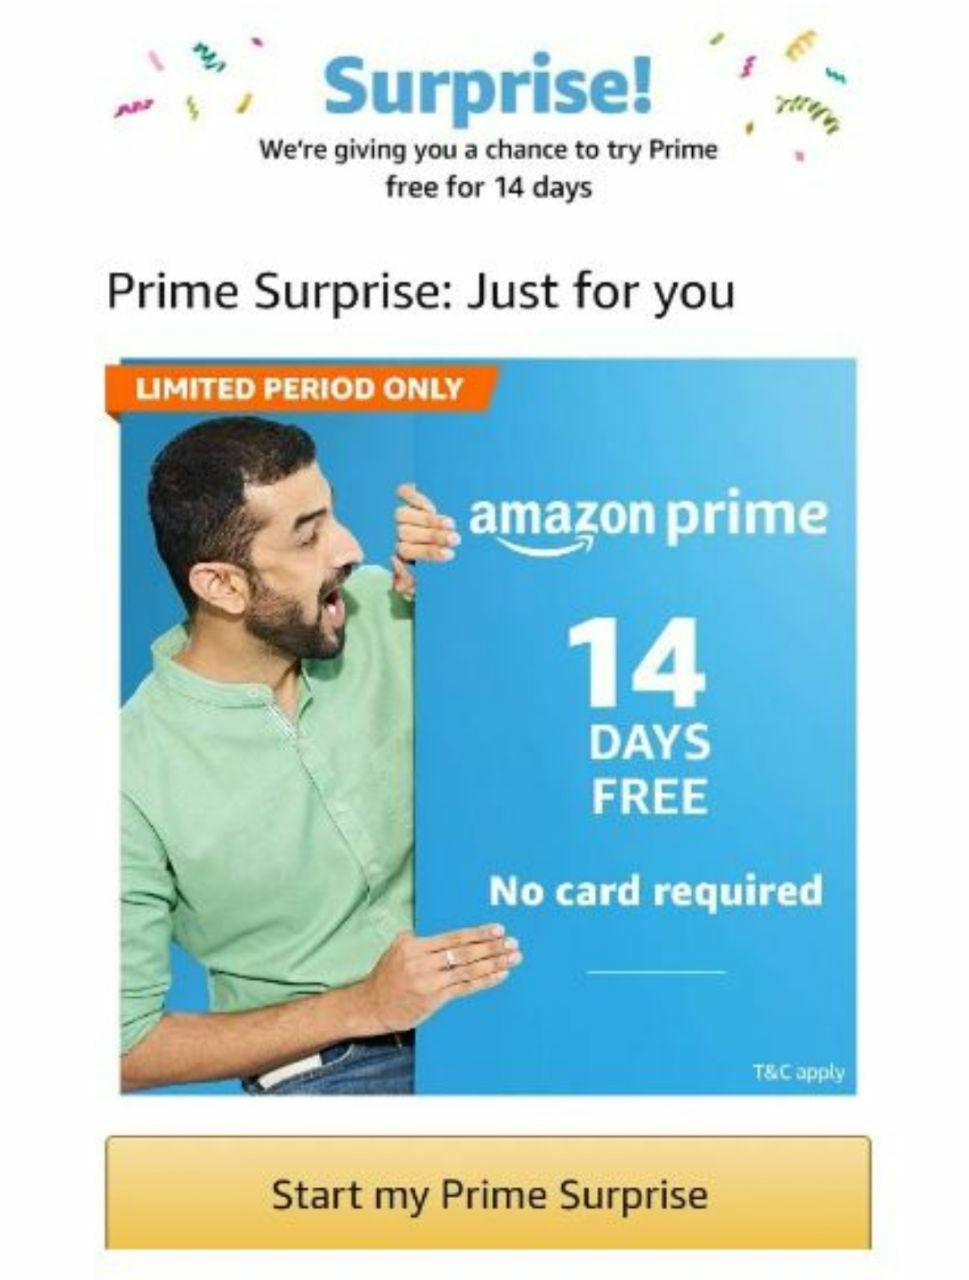 Surprise!
We're giving you a chance to try Prime
free for 14 days
Prime Surprise: Just for you
LIMITED PERIOD ONLY
amazon prime
14
DAYS
FREE
No card required
T&C apply
Start my Prime Surprise